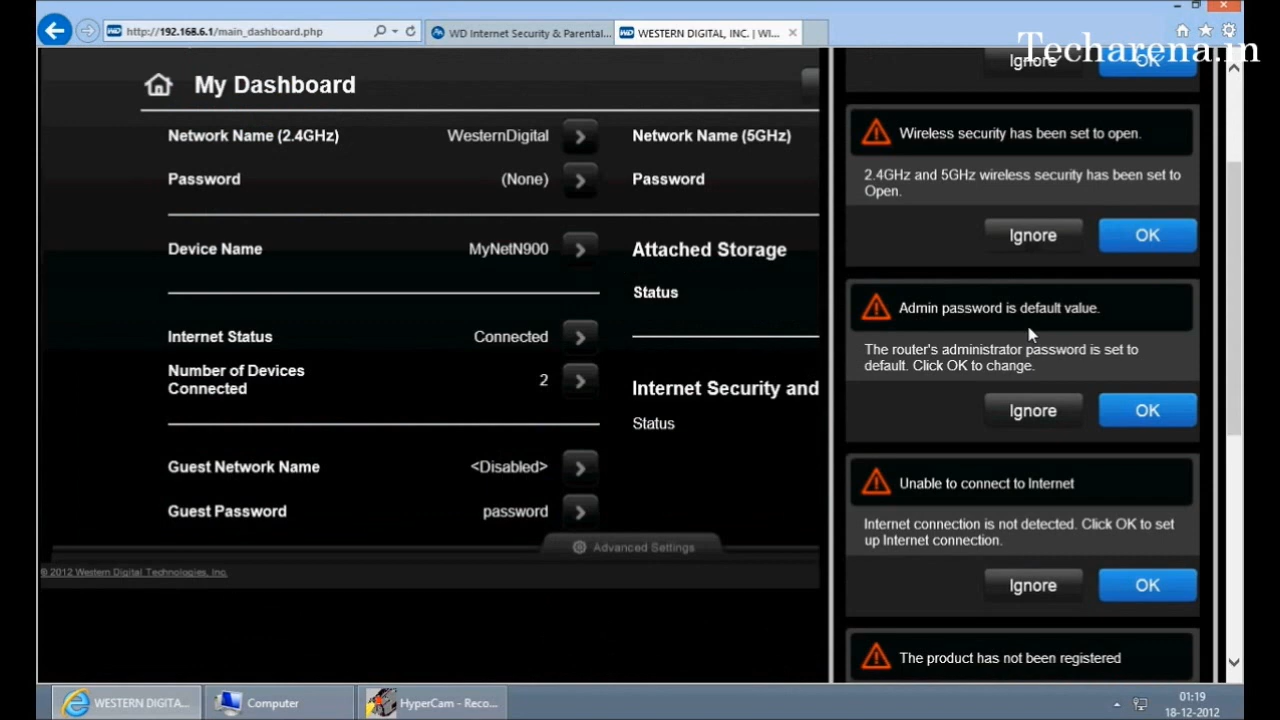 http://192.168.6.1/main_dashboard.php
WD Internet Security & Parental...
WESTERN DIGITAL, INC. | WI...
Techarena.in
My Dashboard
Network Name (2.4GHz)
WesternDigital
Network Name (5GHz)
Password
(None)
Password
Device Name
MyNetN900
Attached Storage
Status
Internet Status
Connected
Number of Devices
Connected
2
Internet Security and
Status
Guest Network Name
<Disabled>
Guest Password
password
Advanced Settings
© 2012 Western Digital Technologies, Inc.
Ignore
OK
Wireless security has been set to open.
2.4GHz and 5GHz wireless security has been set to
Open.
Ignore
OK
Admin password is default value.
The router's administrator password is set to
default. Click OK to change.
Ignore
OK
Unable to connect to Internet
Internet connection is not detected. Click OK to set
up Internet connection.
Ignore
OK
The product has not been registered
WESTERN DIGITA...
Computer
HyperCam - Reco...
01:19
18-12-2012